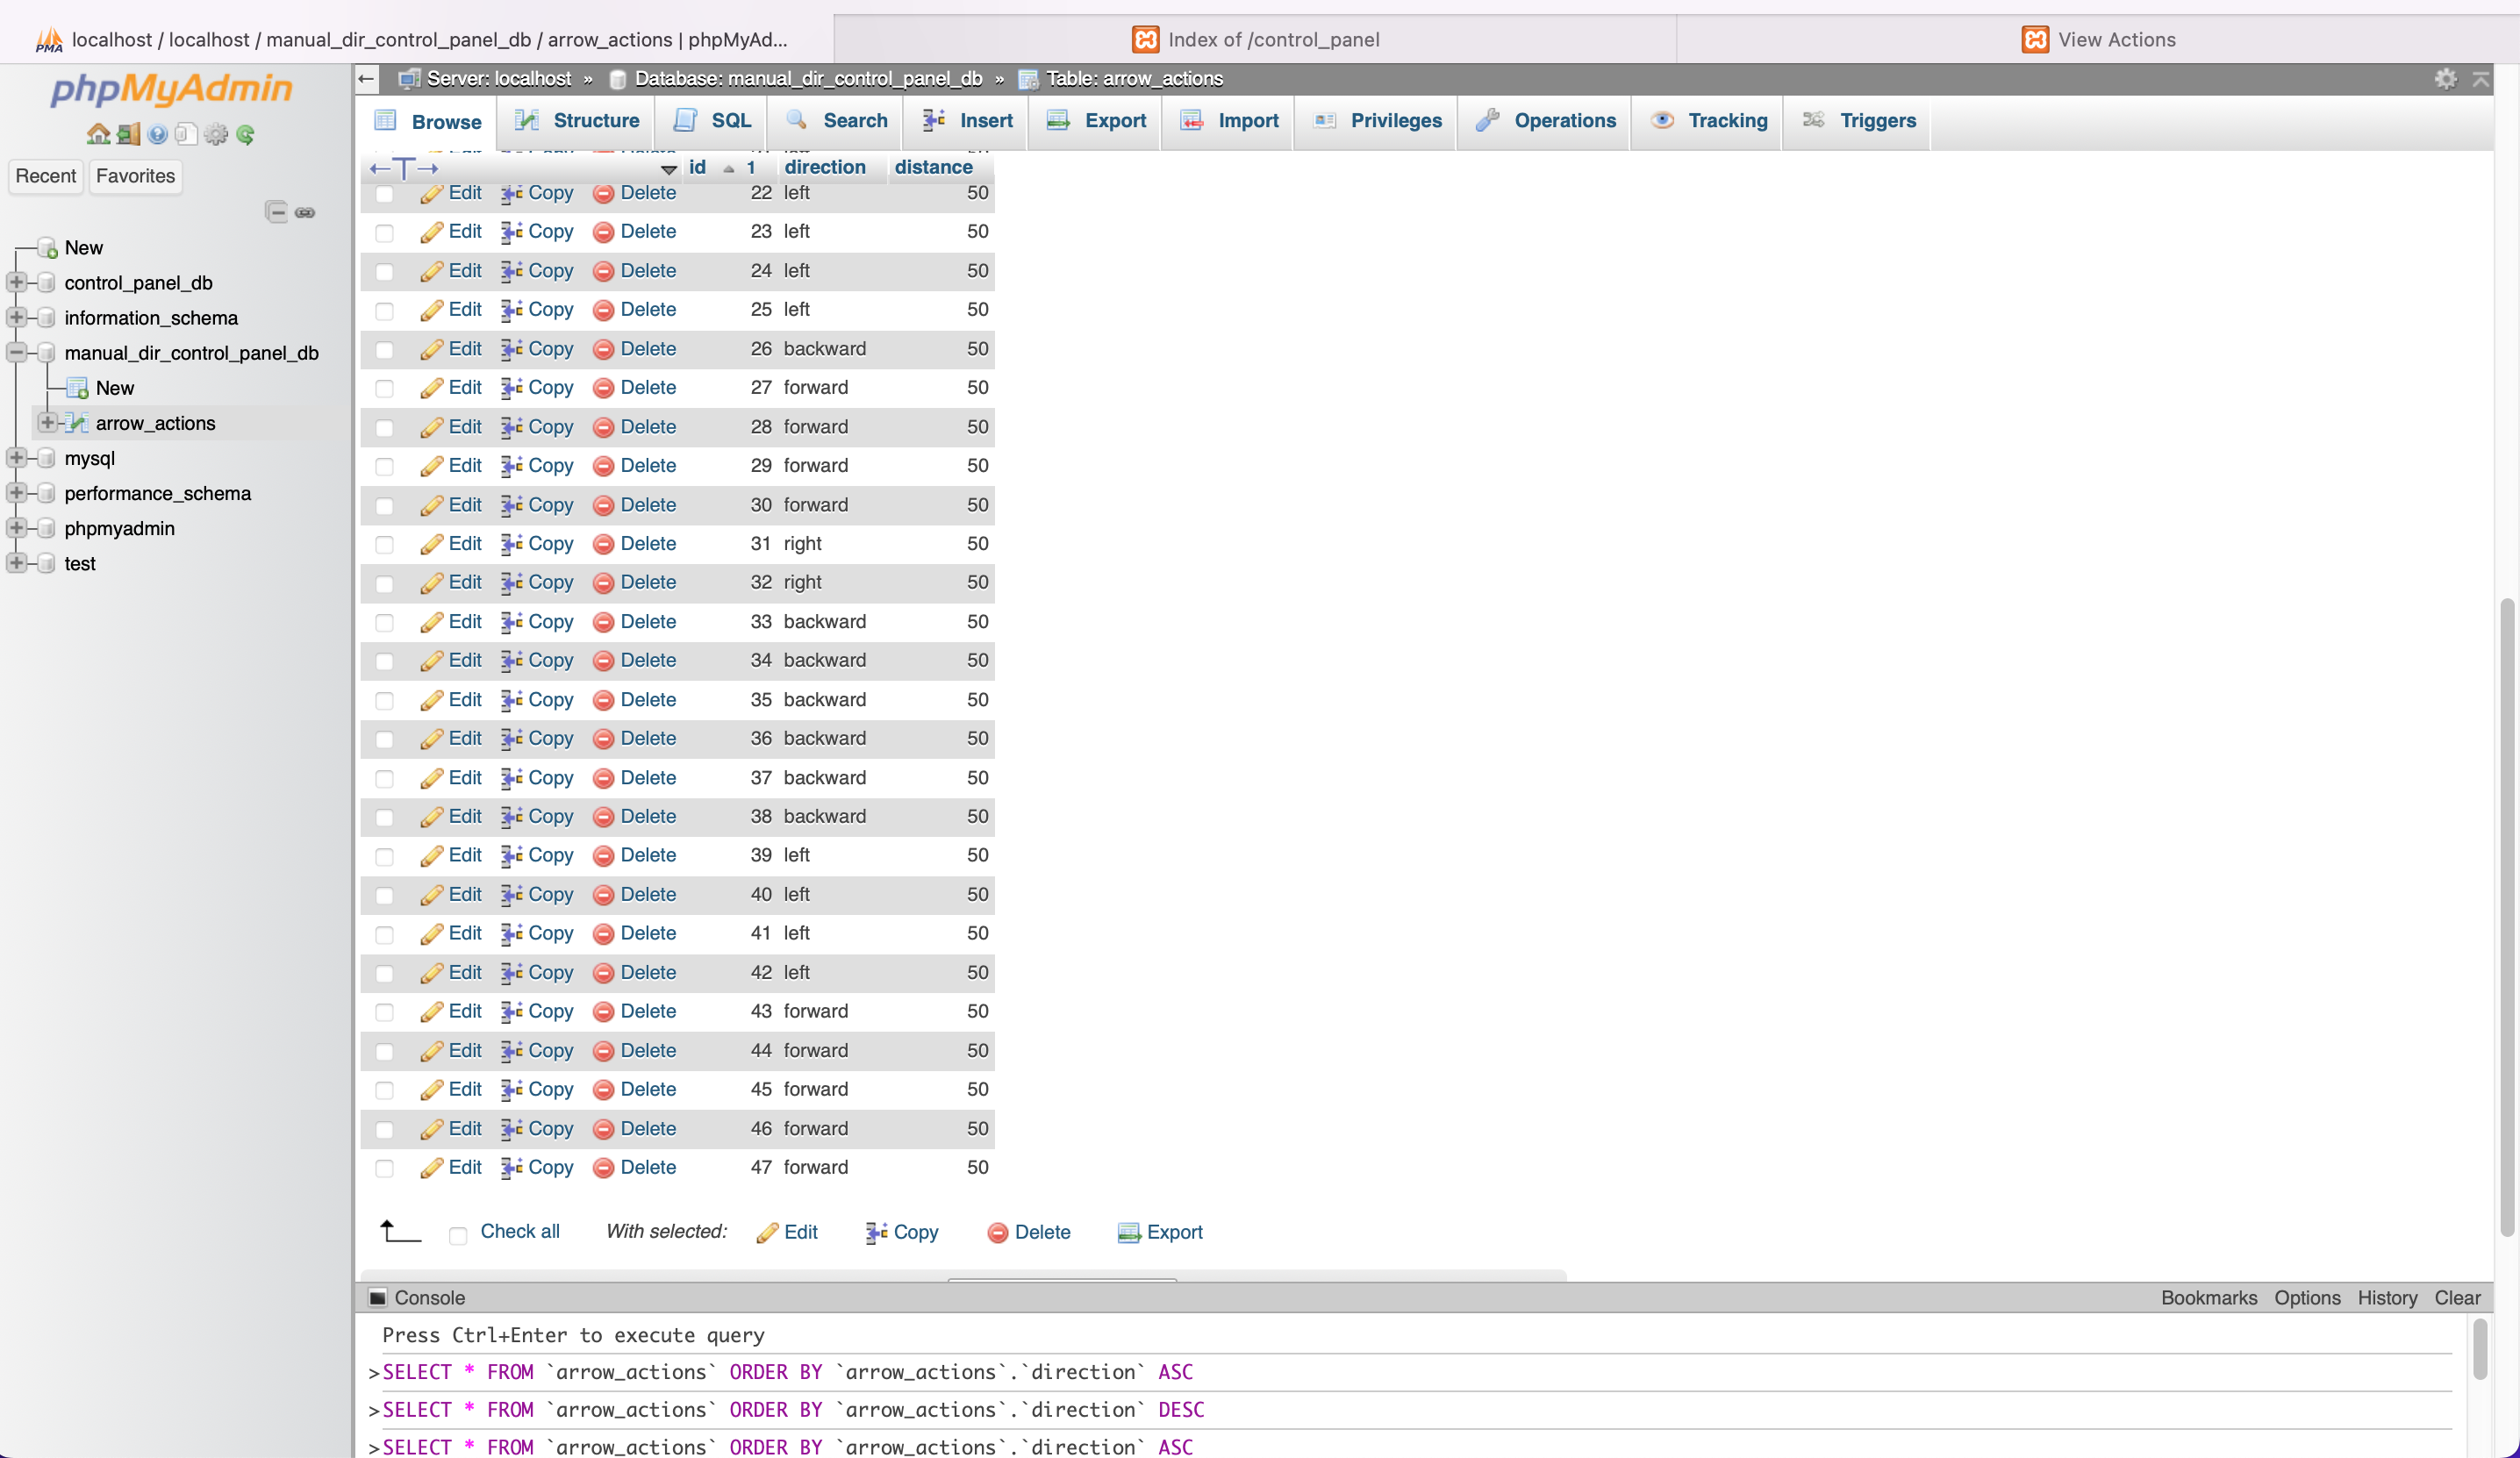 localhost / localhost / manual_dir_control_panel_db / arrow_actions | phpMyAd...
Index of /control_panel
View Actions
phpMyAdmin
Recent Favorites
New
control_panel_db
information_schema
manual_dir_control_panel_db
New
arrow_actions
mysql
performance_schema
phpmyadmin
test
Server: localhost » Database: manual_dir_control_panel_db » Table: arrow_actions
Browse Structure SQL Search Insert Export Import Privileges Operations Tracking Triggers
id 1 direction distance
Edit Copy Delete 22 left 50
Edit Copy Delete 23 left 50
Edit Copy Delete 24 left 50
Edit Copy Delete 25 left 50
Edit Copy Delete 26 backward 50
Edit Copy Delete 27 forward 50
Edit Copy Delete 28 forward 50
Edit Copy Delete 29 forward 50
Edit Copy Delete 30 forward 50
Edit Copy Delete 31 right 50
Edit Copy Delete 32 right 50
Edit Copy Delete 33 backward 50
Edit Copy Delete 34 backward 50
Edit Copy Delete 35 backward 50
Edit Copy Delete 36 backward 50
Edit Copy Delete 37 backward 50
Edit Copy Delete 38 backward 50
Edit Copy Delete 39 left 50
Edit Copy Delete 40 left 50
Edit Copy Delete 41 left 50
Edit Copy Delete 42 left 50
Edit Copy Delete 43 forward 50
Edit Copy Delete 44 forward 50
Edit Copy Delete 45 forward 50
Edit Copy Delete 46 forward 50
Edit Copy Delete 47 forward 50
Check all With selected: Edit Copy Delete Export
Console Bookmarks Options History Clear
Press Ctrl+Enter to execute query
>SELECT * FROM `arrow_actions` ORDER BY `arrow_actions`.`direction` ASC
>SELECT * FROM `arrow_actions` ORDER BY `arrow_actions`.`direction` DESC
>SELECT * FROM `arrow_actions` ORDER BY `arrow_actions`.`direction` ASC